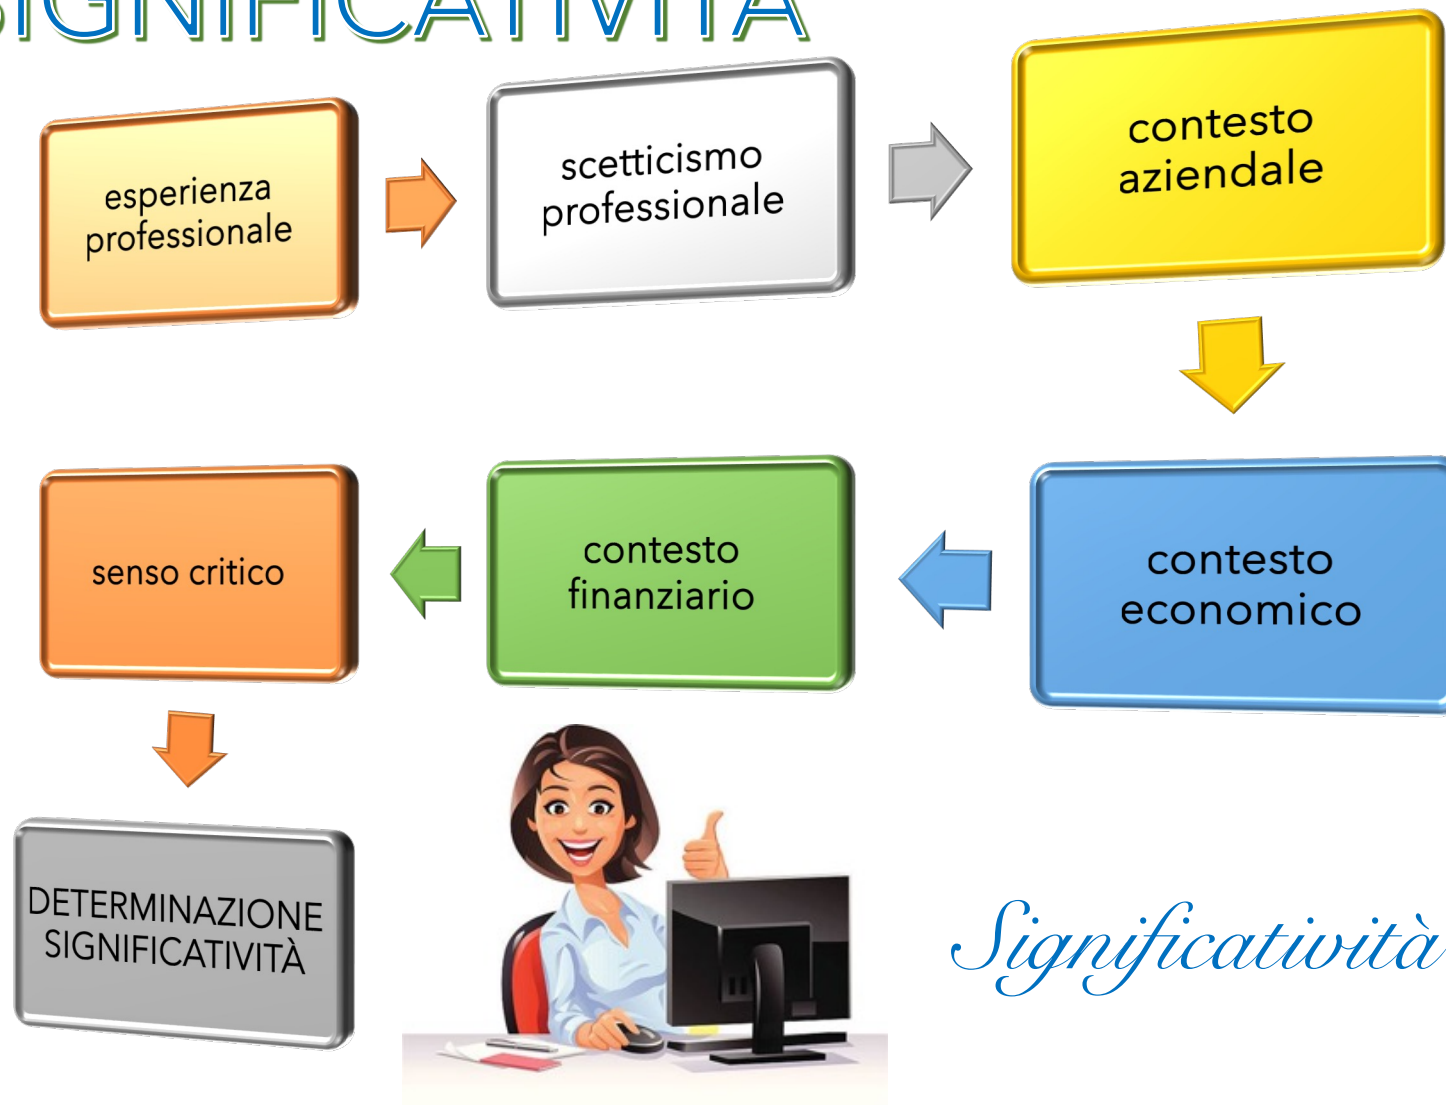 SIGNIFICATIVITÀ
esperienza
professionale
scetticismo
professionale
contesto
aziendale
contesto
economico
contesto
finanziario
senso critico
DETERMINAZIONE
SIGNIFICATIVITÀ
Significatività